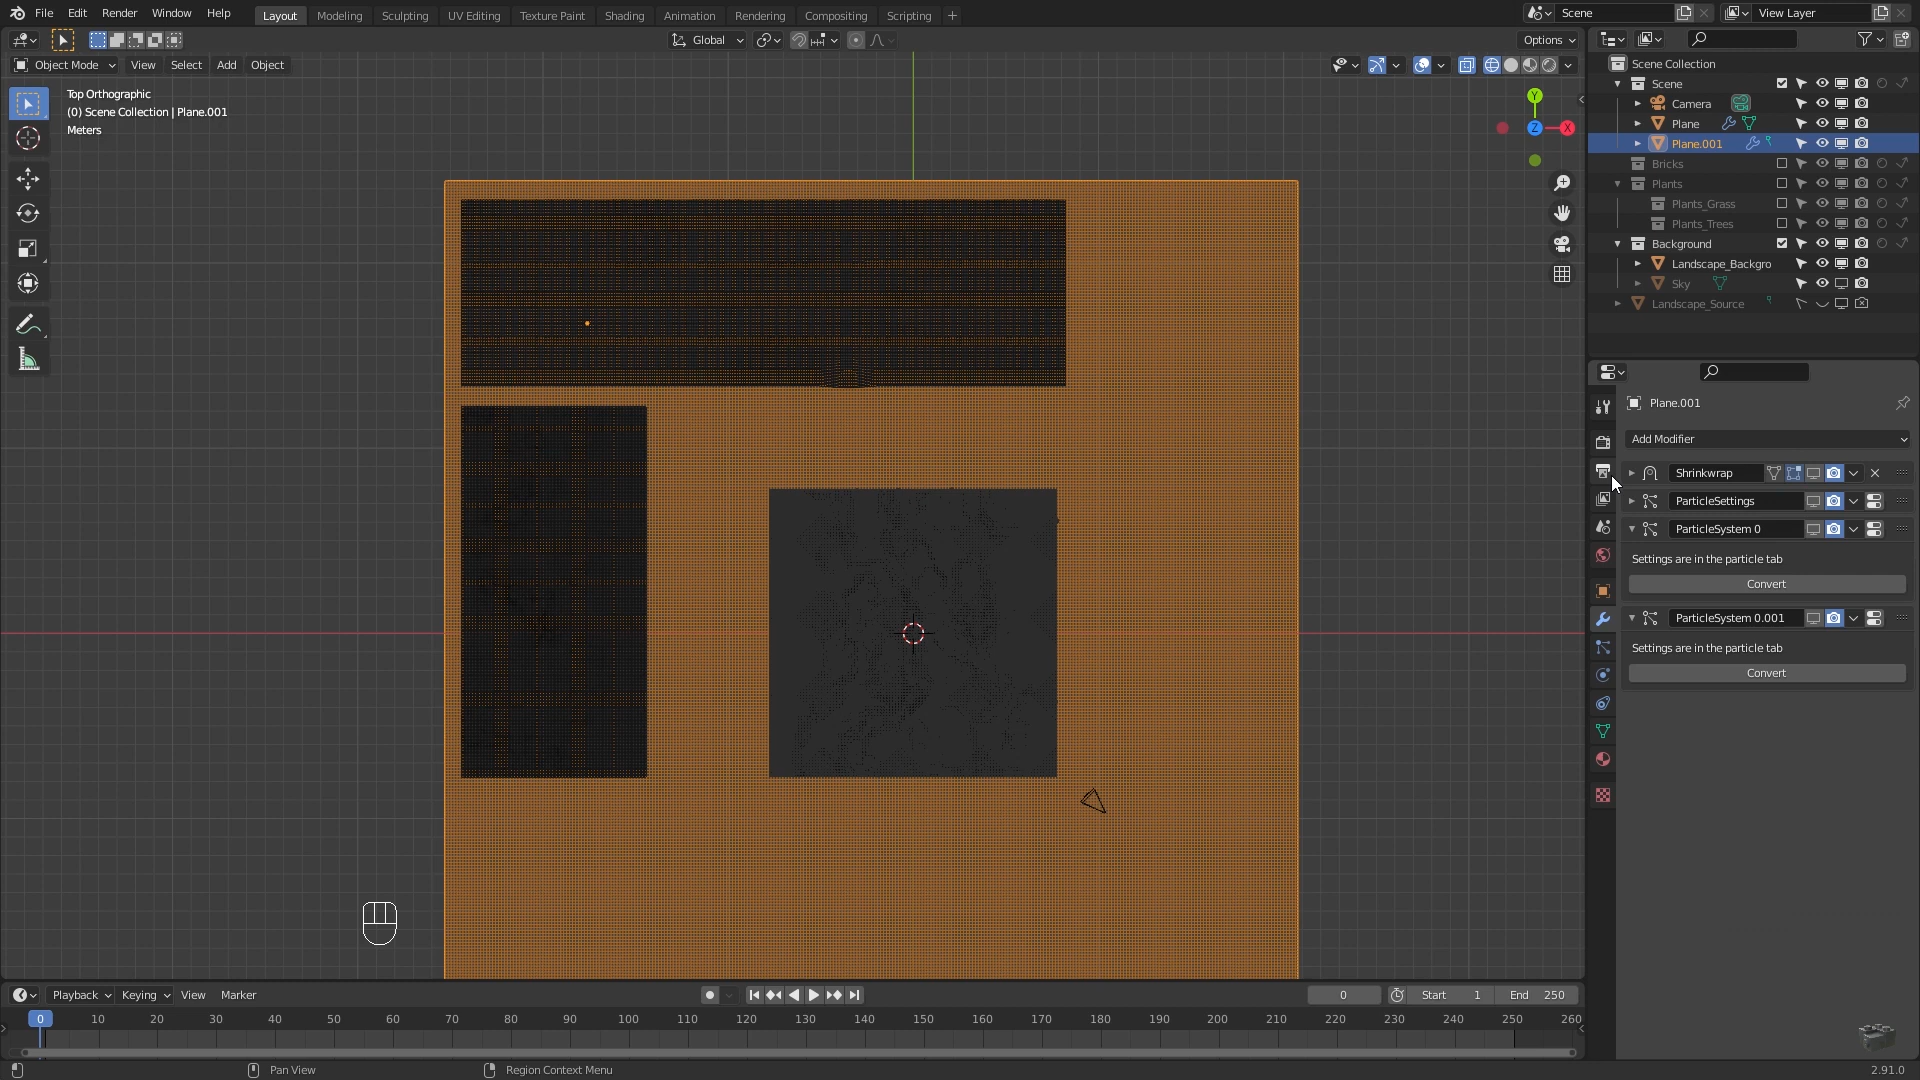 File Edit Render Window Help Layout Modeling Sculpting UV Editing Texture Paint Shading Animation Rendering Compositing Scripting + Scene View Layer
Global Options
Object Mode View Select Add Object
Top Orthographic
(0) Scene Collection | Plane.001
Meters
Y
Z X
Scene Collection
Scene
Camera
Plane
Plane.001
Bricks
Plants
Plants_Grass
Plants_Trees
Background
Landscape_Backgro
Sky
Landscape_Source
Plane.001
Add Modifier
Shrinkwrap
ParticleSettings
ParticleSystem 0
Settings are in the particle tab
Convert
ParticleSystem 0.001
Settings are in the particle tab
Convert
Playback Keying View Marker 0 Start 1 End 250
0 10 20 30 40 50 60 70 80 90 100 110 120 130 140 150 160 170 180 190 200 210 220 230 240 250 260
Pan View Region Context Menu 2.91.0